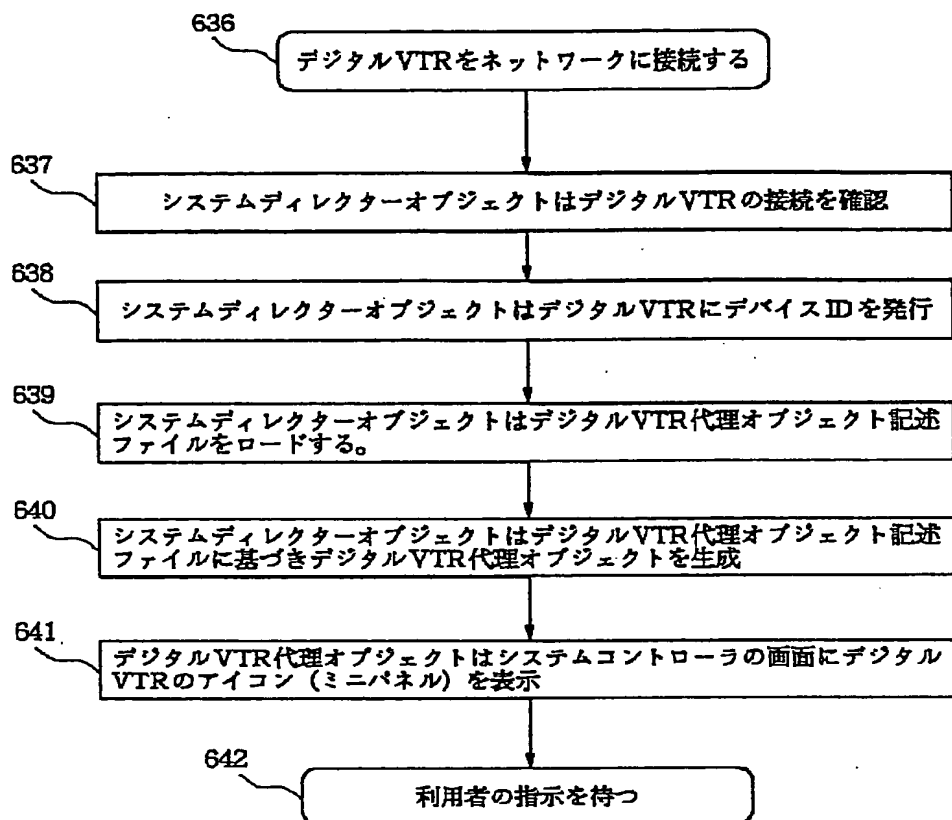 636
デジタルVTRをネットワークに接続する
637
システムディレクターオブジェクトはデジタルVTRの接続を確認
638
システムディレクターオブジェクトはデジタルVTRにデバイスIDを発行
639
システムディレクターオブジェクトはデジタルVTR代理オブジェクト記述
ファイルをロードする。
640
システムディレクターオブジェクトはデジタルVTR代理オブジェクト記述
ファイルに基づきデジタルVTR代理オブジェクトを生成
641
デジタルVTR代理オブジェクトはシステムコントローラの画面にデジタル
VTRのアイコン（ミニパネル）を表示
642
利用者の指示を待つ